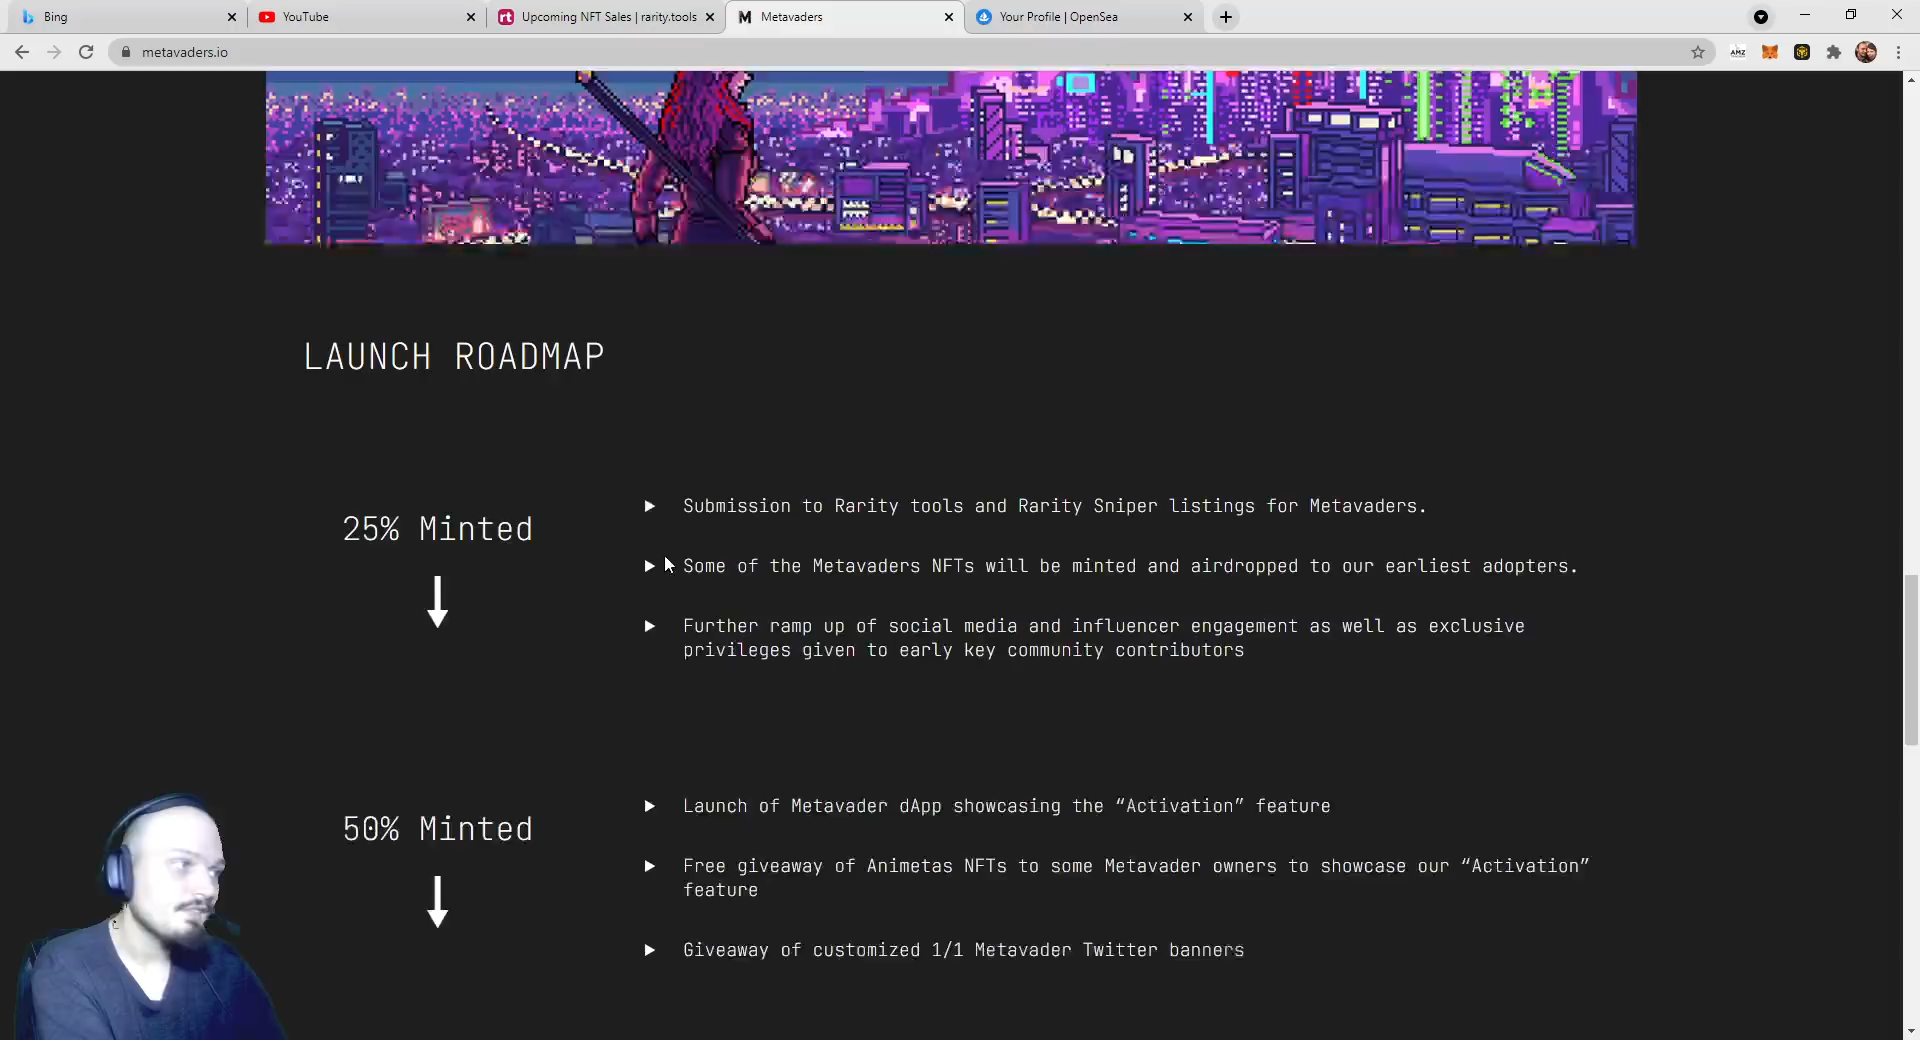 Bing
YouTube
Upcoming NFT Sales | rarity.tools
Metavaders
Your Profile | OpenSea
metavaders.io
AMZ
LAUNCH ROADMAP
25% Minted
Submission to Rarity tools and Rarity Sniper listings for Metavaders.
Some of the Metavaders NFTs will be minted and airdropped to our earliest adopters.
Further ramp up of social media and influencer engagement as well as exclusive
privileges given to early key community contributors
50% Minted
Launch of Metavader dApp showcasing the “Activation” feature
Free giveaway of Animetas NFTs to some Metavader owners to showcase our “Activation”
feature
Giveaway of customized 1/1 Metavader Twitter banners